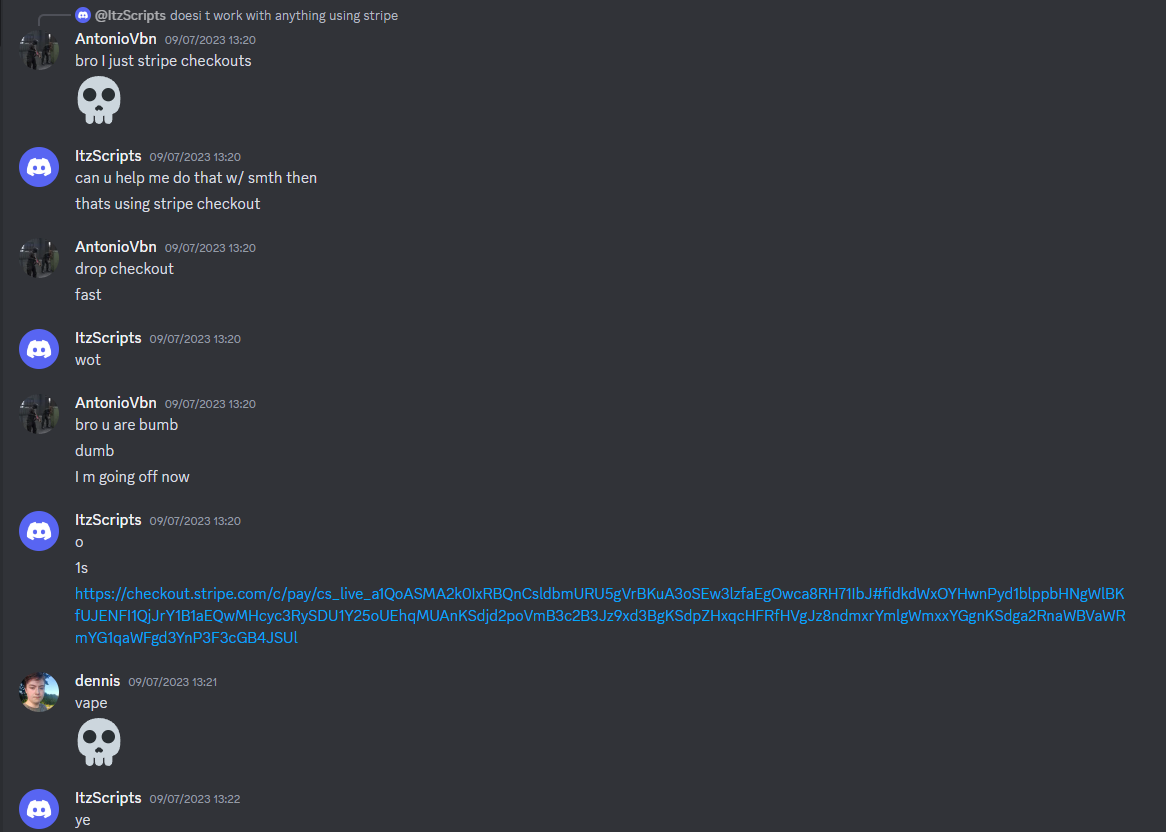 @ItzScripts doesi t work with anything using stripe
AntonioVbn 09/07/2023 13:20
bro I just stripe checkouts
ItzScripts 09/07/2023 13:20
can u help me do that w/ smth then
thats using stripe checkout
AntonioVbn 09/07/2023 13:20
drop checkout
fast
ItzScripts 09/07/2023 13:20
wot
AntonioVbn 09/07/2023 13:20
bro u are bumb
dumb
I m going off now
ItzScripts 09/07/2023 13:20
o
1s
https://checkout.stripe.com/c/pay/cs_live_a1QoASMA2k0IxRBQnCsldbmURU5gVrBKuA3oSEw3lzfaEgOwca8RH71IbJ#fidkdWxOYHwnPyd1blppbHNgWlBK
fUJENFI1QjJrY1B1aEQwMHcyc3RySDU1Y25oUEhqMUAnKSdjd2poVmB3c2B3Jz9xd3BgKSdpZHxqcHFRfHVgJz8ndmxrYmlgWmxxYGgnKSdga2RnaWBVaWR
mYG1qaWFgd3YnP3F3cGB4JSUl
dennis 09/07/2023 13:21
vape
ItzScripts 09/07/2023 13:22
ye